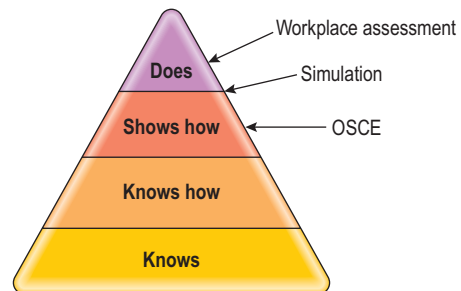 Workplace assessment
Does
Simulation
Shows how
OSCE
Knows how
Knows